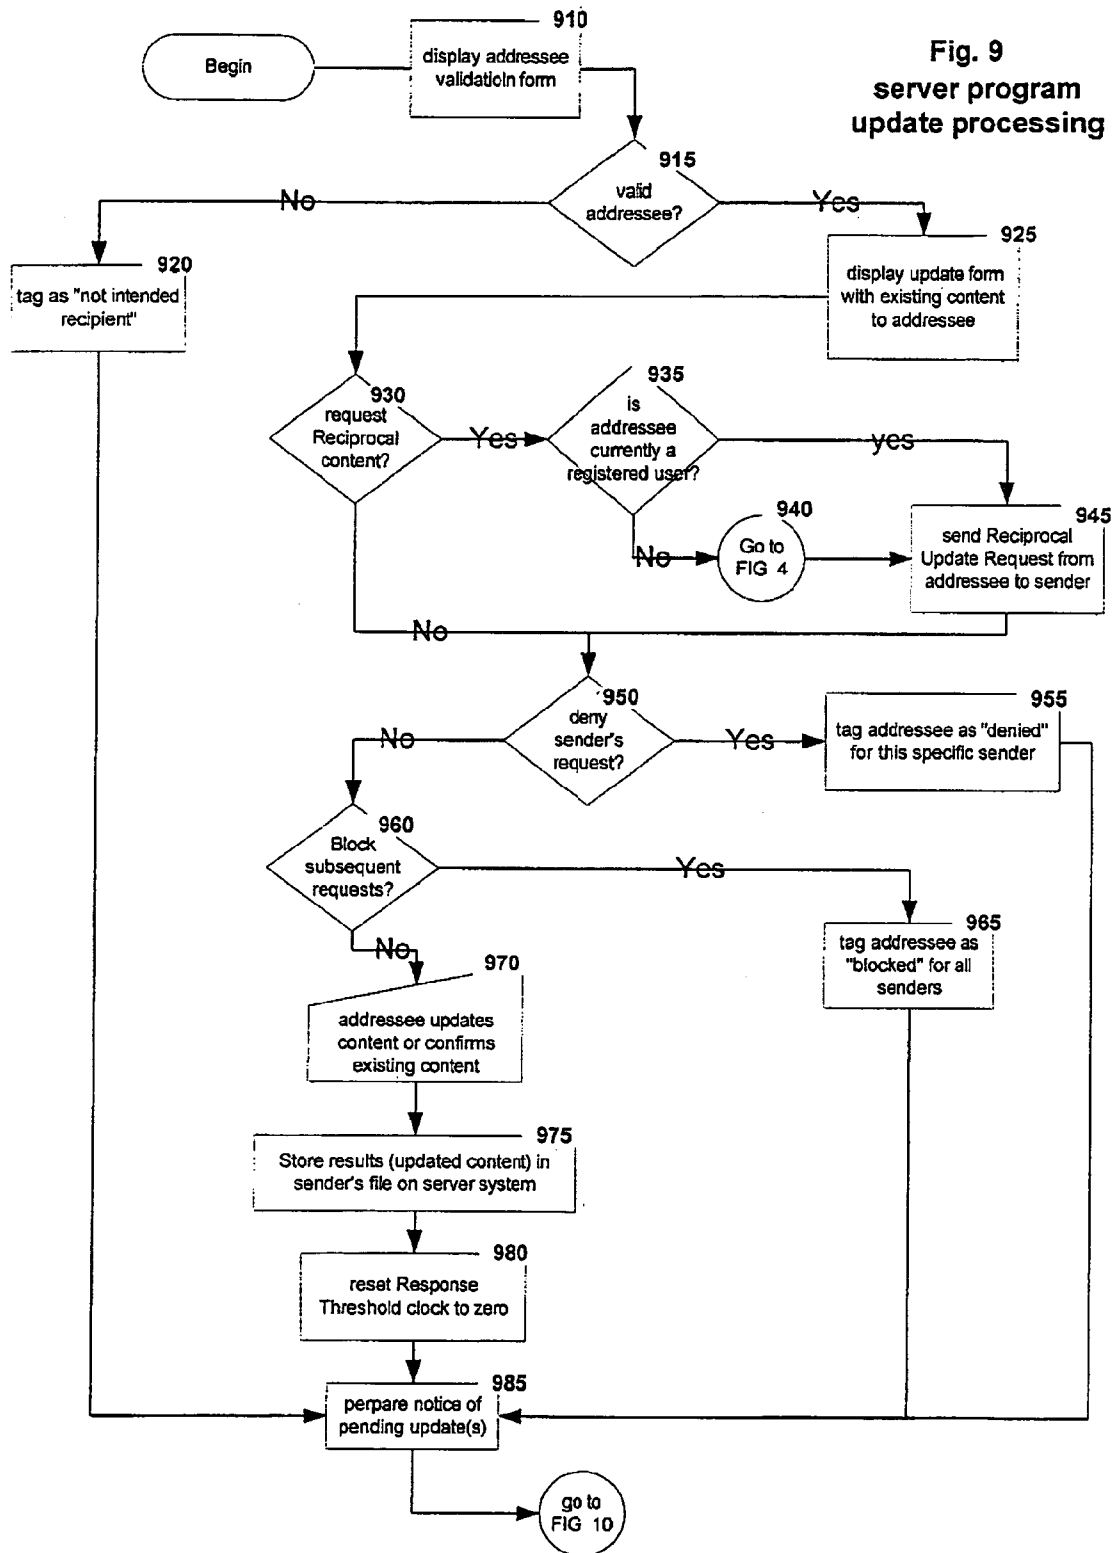 Fig. 9
server program
update processing
Begin
910
display addressee
validatioln form
915
valid
addressee?
No
Yes
920
tag as "not intended
recipient"
925
display update form
with existing content
to addressee
930
request
Reciprocal
content?
Yes
935
is
addressee
currently a
registered user?
yes
No
940
Go to
FIG 4
945
send Reciprocal
Update Request from
addressee to sender
No
950
deny
sender's
request?
No
Yes
955
tag addressee as "denied"
for this specific sender
960
Block
subsequent
requests?
Yes
No
965
tag addressee as
"blocked" for all
senders
970
addressee updates
content or confirms
existing content
975
Store results (updated content) in
sender's file on server system
980
reset Response
Threshold clock to zero
985
perpare notice of
pending update(s)
go to
FIG 10